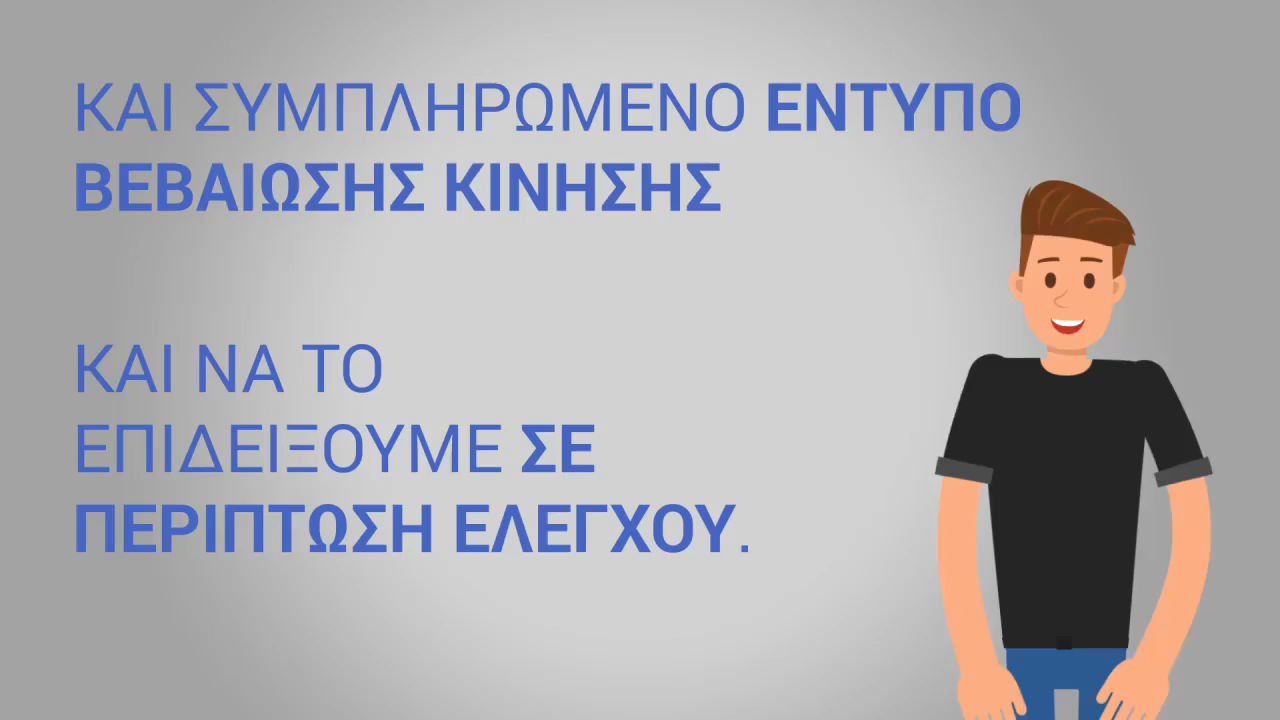 ΚΑΙ ΣΥΜΠΛΗΡΩΜΕΝΟ ΕΝΤΥΠΟ
ΒΕΒΑΙΩΣΗΣ ΚΙΝΗΣΗΣ
ΚΑΙ ΝΑ ΤΟ
ΕΠΙΔΕΙΞΟΥΜΕ ΣΕ
ΠΕΡΙΠΤΩΣΗ ΕΛΕΓΧΟΥ.